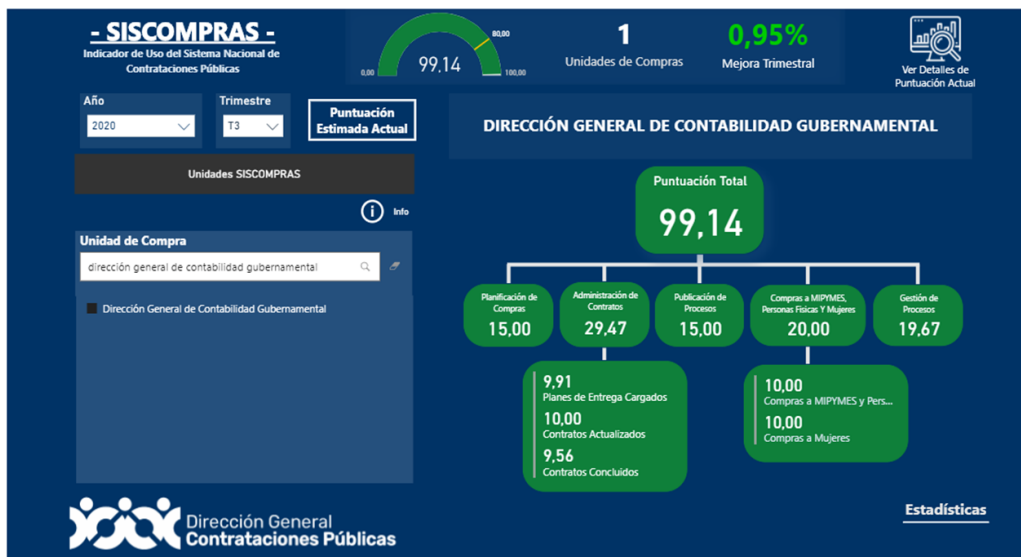 - SISCOMPRAS -
Indicador de Uso del Sistema Nacional de
Contrataciones Públicas
80,00
0,00
99,14
100,00
1
Unidades de Compras
0,95%
Mejora Trimestral
Ver Detalles de
Puntuación Actual
Año
2020
Trimestre
T3
Puntuación
Estimada Actual
DIRECCIÓN GENERAL DE CONTABILIDAD GUBERNAMENTAL
Unidades SISCOMPRAS
Info
Unidad de Compra
dirección general de contabilidad gubernamental
Dirección General de Contabilidad Gubernamental
Puntuación Total
99,14
Planificación de
Compras
15,00
Administración de
Contratos
29,47
Publicación de
Procesos
15,00
Compras a MIPYMES,
Personas Fisicas Y Mujeres
20,00
Gestión de
Procesos
19,67
9,91
Planes de Entrega Cargados
10,00
Contratos Actualizados
9,56
Contratos Concluidos
10,00
Compras a MIPYMES y Pers...
10,00
Compras a Mujeres
Dirección General
Contrataciones Públicas
Estadísticas